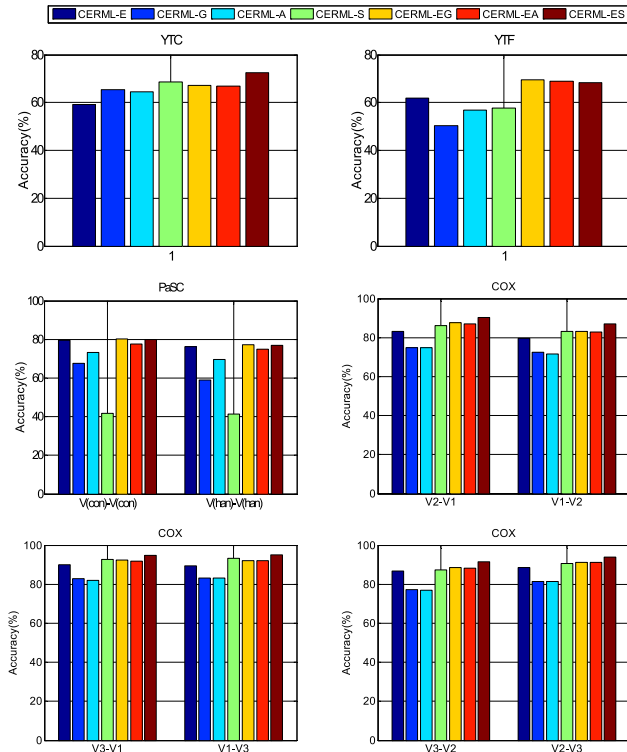 CERML-E CERML-G CERML-A CERML-S CERML-EG CERML-EA CERML-ES
YTC
YTF
80
60
40
20
0
Accuracy(%)
1
80
60
40
20
0
Accuracy(%)
1
PaSC
COX
100
80
60
40
20
0
Accuracy(%)
V(con)-V(con) V(han)-V(han)
100
80
60
40
20
0
Accuracy(%)
V2-V1 V1-V2
COX
COX
100
80
60
40
20
0
Accuracy(%)
V3-V1 V1-V3
100
80
60
40
20
0
Accuracy(%)
V3-V2 V2-V3